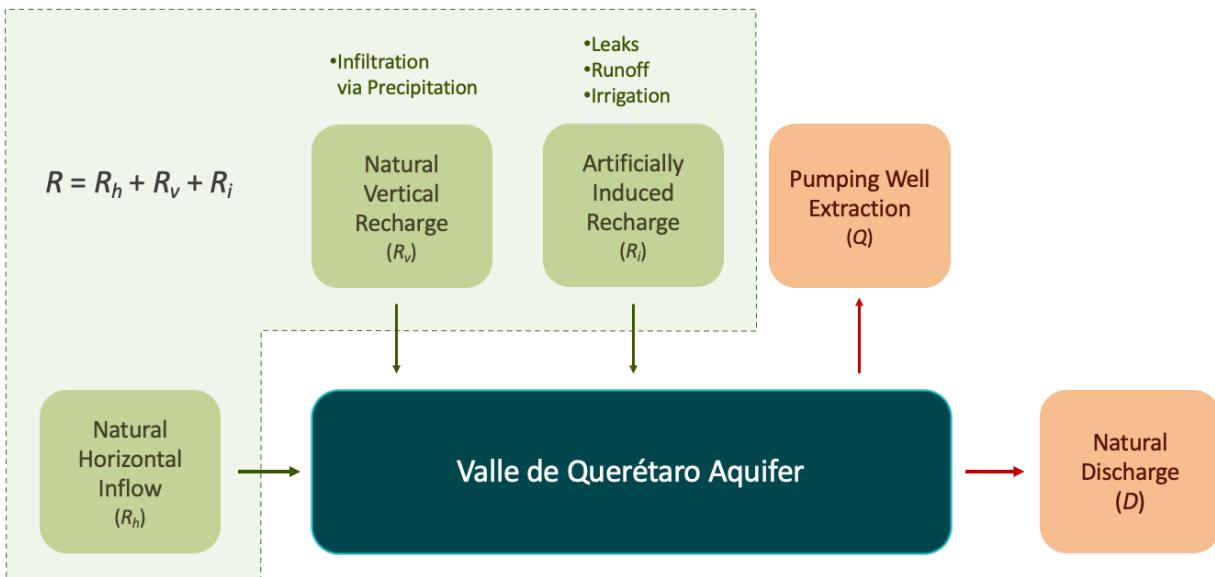 •Infiltration
via Precipitation
•Leaks
•Runoff
•Irrigation
R = Rₕ + Rᵥ + Rᵢ
Natural
Vertical
Recharge
(Rᵥ)
Artificially
Induced
Recharge
(Rᵢ)
Pumping Well
Extraction
(Q)
Natural
Horizontal
Inflow
(Rₕ)
Valle de Querétaro Aquifer
Natural
Discharge
(D)